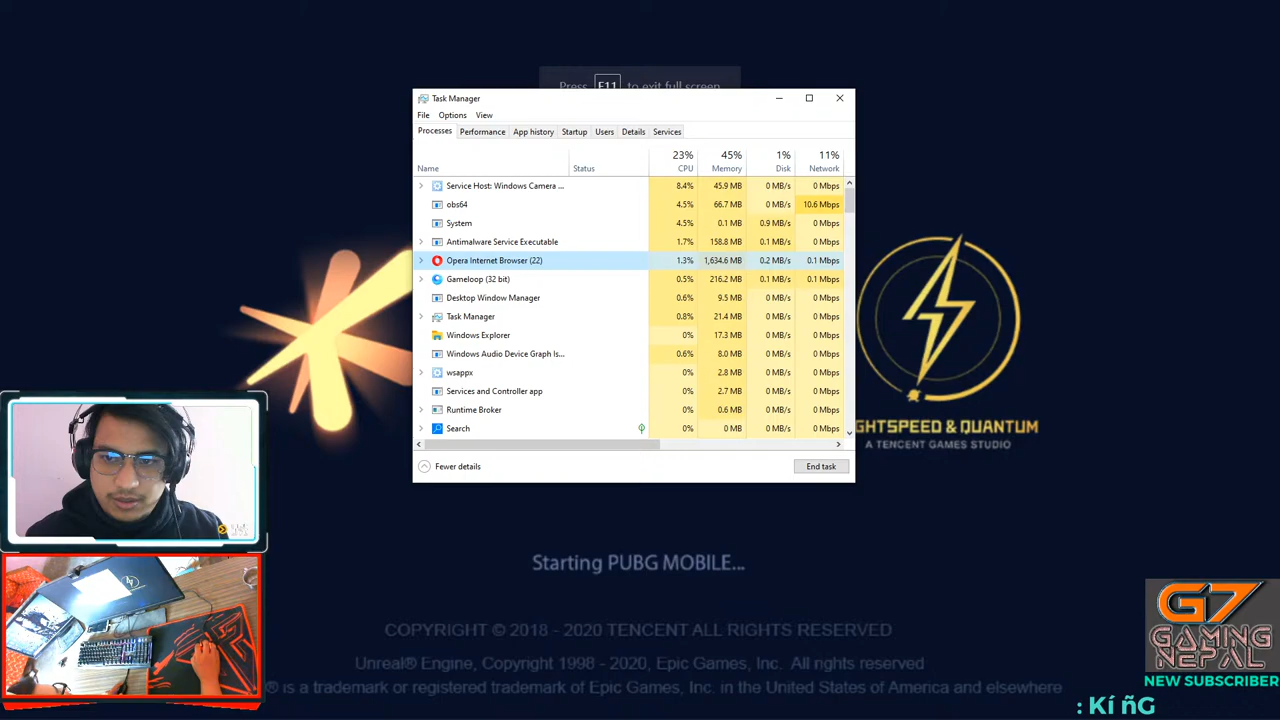 Press F11 to exit full screen
Task Manager
File Options View
Processes Performance App history Startup Users Details Services
23% 45% 1% 11%
Name Status CPU Memory Disk Network
Service Host: Windows Camera ... 8.4% 45.9 MB 0 MB/s 0 Mbps
obs64 4.5% 66.7 MB 0 MB/s 10.6 Mbps
System 4.5% 0.1 MB 0.9 MB/s 0 Mbps
Antimalware Service Executable 1.7% 158.8 MB 0.1 MB/s 0 Mbps
Opera Internet Browser (22) 1.3% 1,634.6 MB 0.2 MB/s 0.1 Mbps
Gameloop (32 bit) 0.5% 216.2 MB 0.1 MB/s 0.1 Mbps
Desktop Window Manager 0.6% 9.5 MB 0 MB/s 0 Mbps
Task Manager 0.8% 21.4 MB 0 MB/s 0 Mbps
Windows Explorer 0% 17.3 MB 0 MB/s 0 Mbps
Windows Audio Device Graph Is... 0.6% 8.0 MB 0 MB/s 0 Mbps
wsappx 0% 2.8 MB 0 MB/s 0 Mbps
Services and Controller app 0% 2.7 MB 0 MB/s 0 Mbps
Runtime Broker 0% 0.6 MB 0 MB/s 0 Mbps
Search 0% 0 MB 0 MB/s 0 Mbps
Fewer details End task
GHTSPEED & QUANTUM
A TENCENT GAMES STUDIO
Starting PUBG MOBILE...
COPYRIGHT © 2018 - 2020 TENCENT ALL RIGHTS RESERVED
Unreal® Engine, Copyright 1998 - 2020, Epic Games, Inc. All rights reserved
® is a trademark or registered trademark of Epic Games, Inc. in the United States of America and elsewhere
G7
GAMING
NEPAL
NEW SUBSCRIBER
: Kí ñG